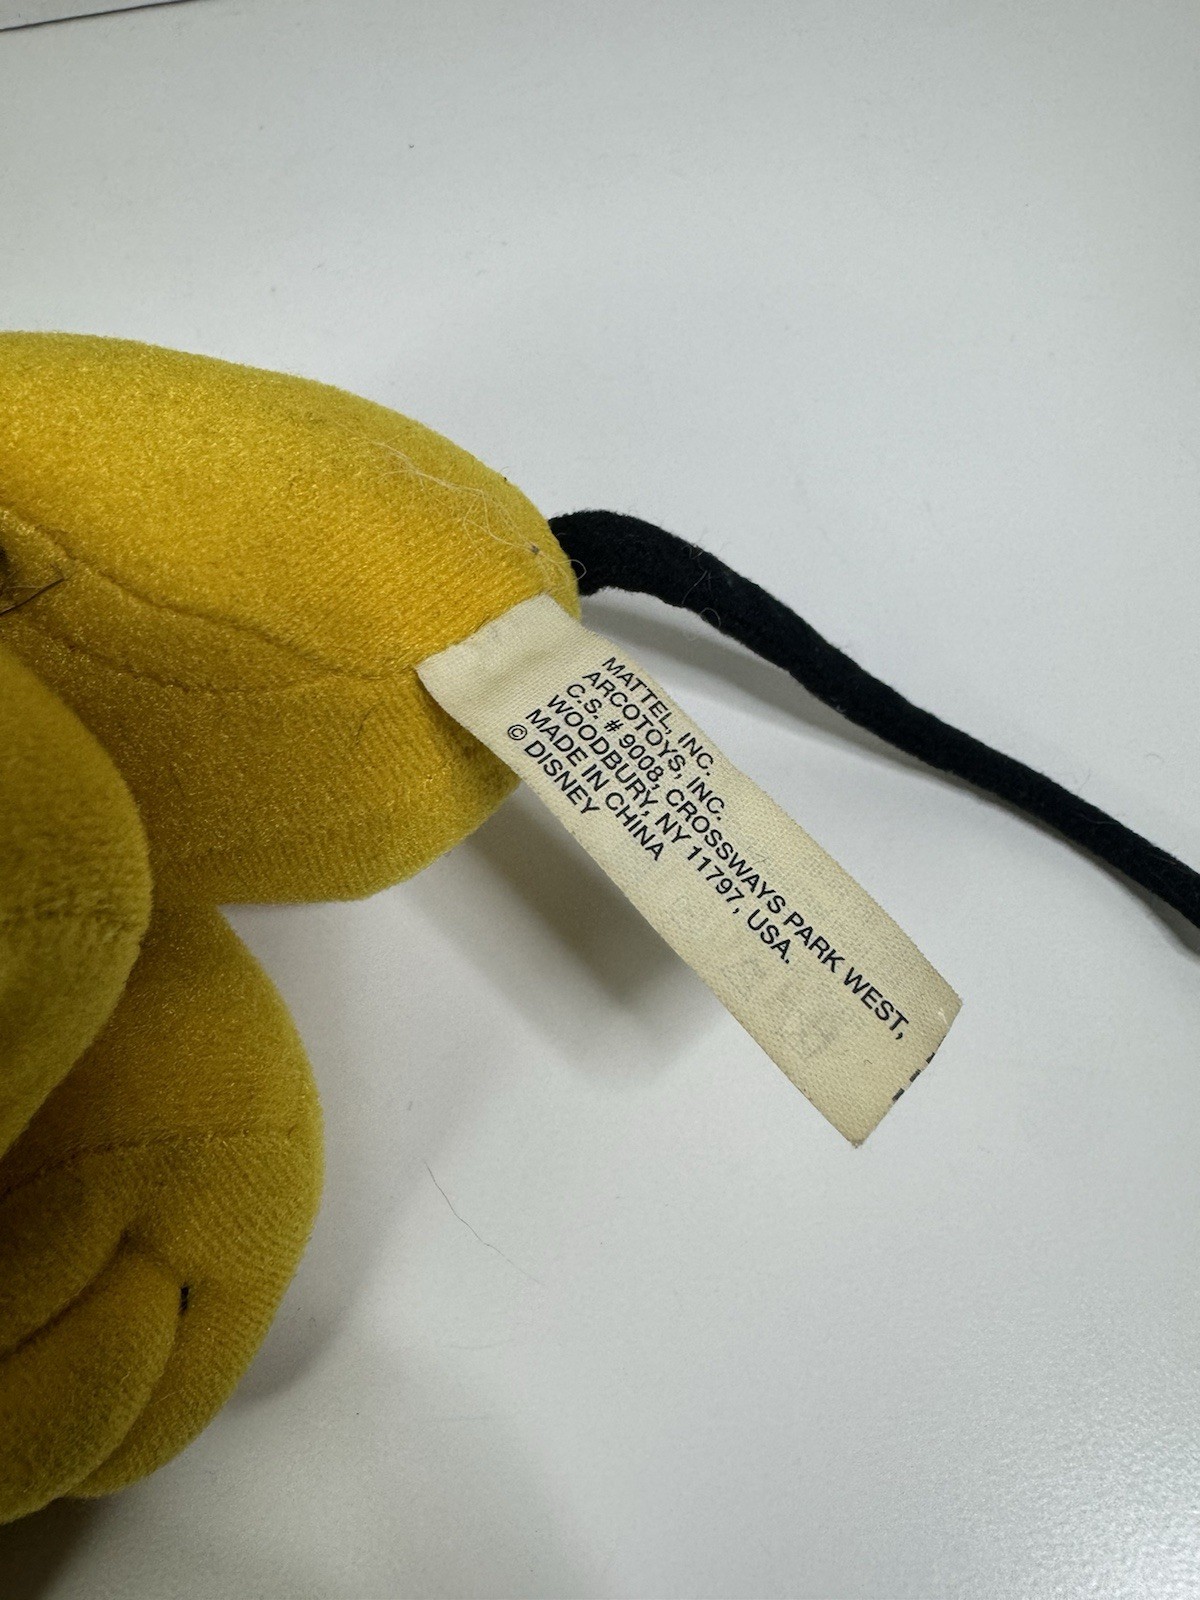 MATTEL, INC.
ARCOTOYS, INC.
C.S. # 9008, CROSSWAYS PARK WEST,
WOODBURY, NY 11797, USA.
MADE IN CHINA
© DISNEY